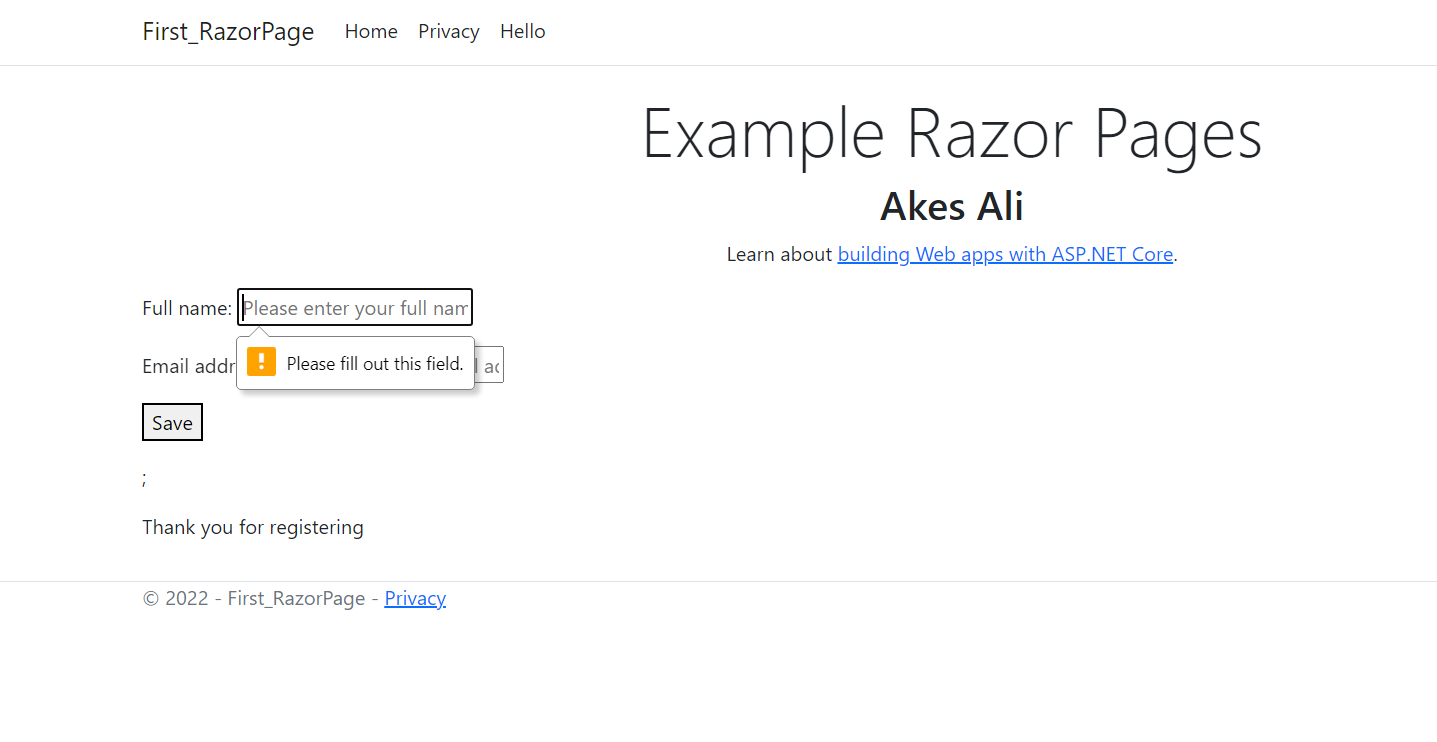 First_RazorPage Home Privacy Hello
Example Razor Pages
Akes Ali
Learn about building Web apps with ASP.NET Core.
Full name: Please enter your full nam
Email addr
Please fill out this field.
Save
;
Thank you for registering
© 2022 - First_RazorPage - Privacy